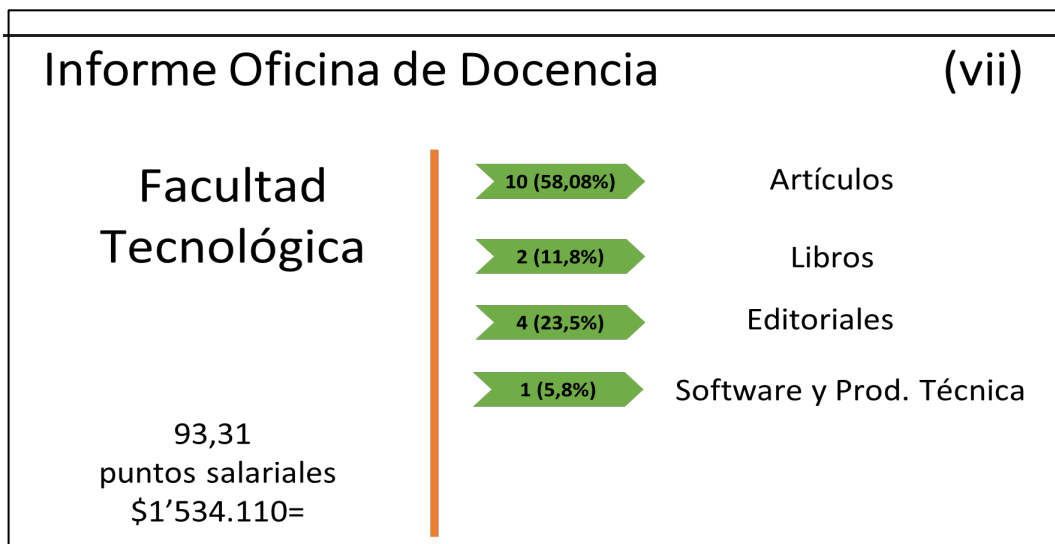 Informe Oficina de Docencia (vii)
Facultad
Tecnológica
10 (58,08%) Artículos
2 (11,8%) Libros
4 (23,5%) Editoriales
1 (5,8%) Software y Prod. Técnica
93,31
puntos salariales
$1’534.110=